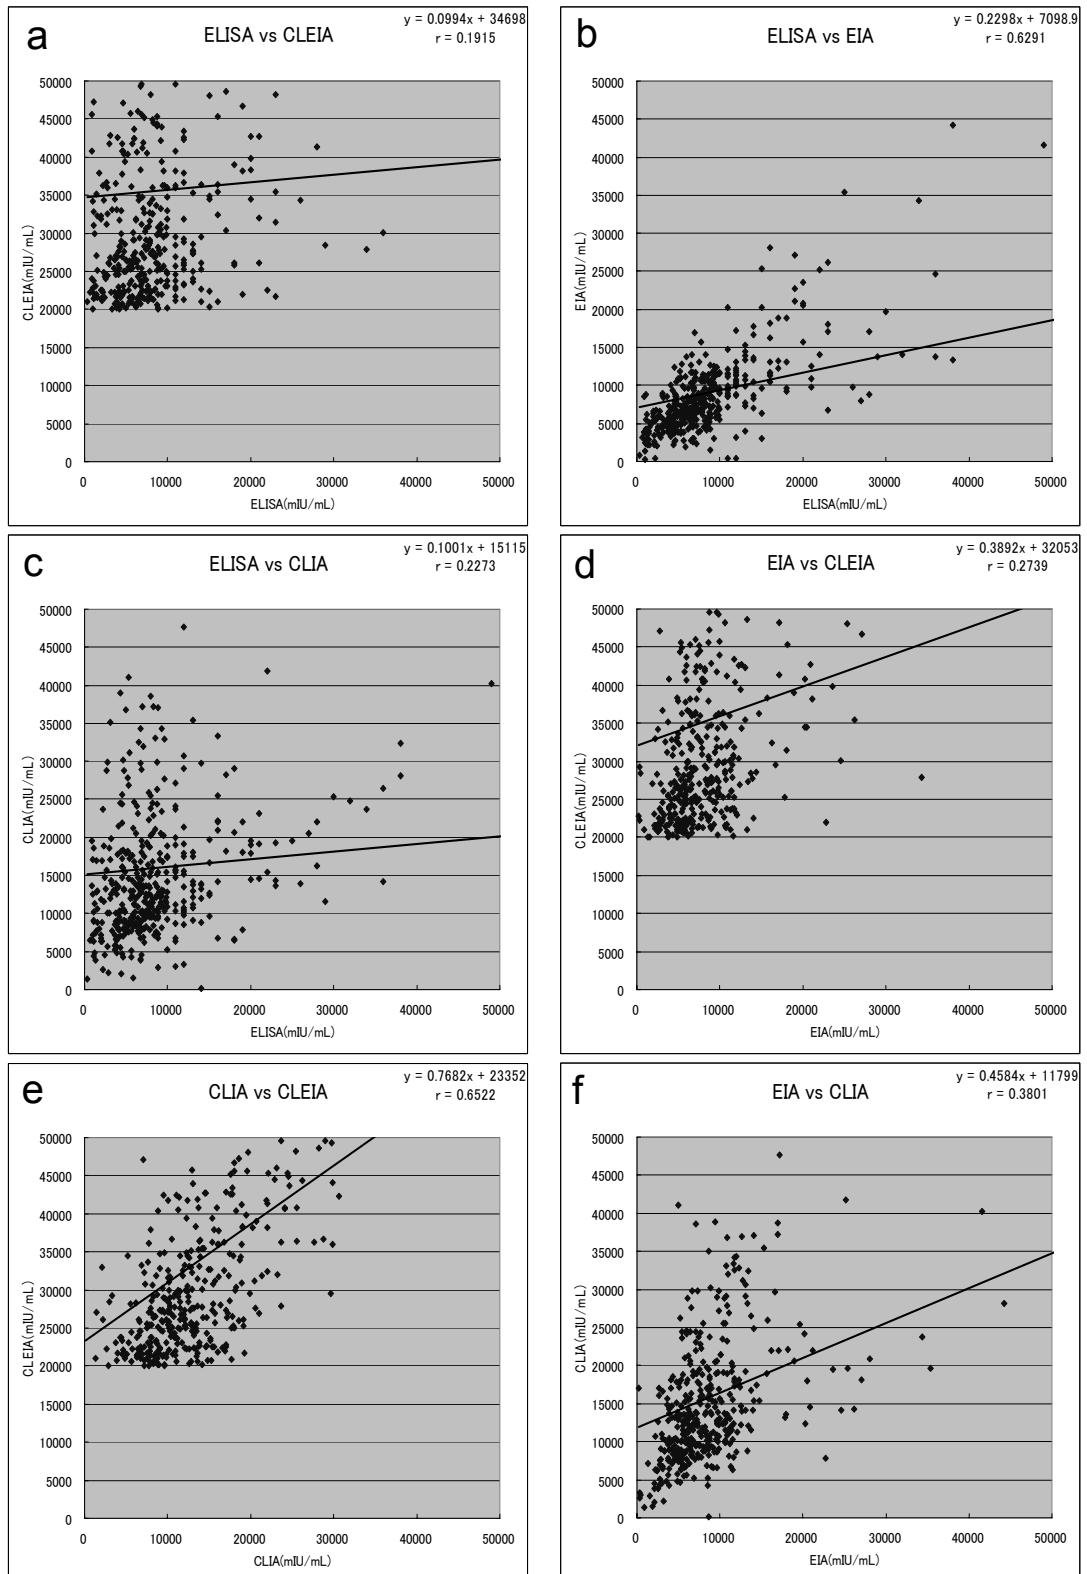 a
ELISA vs CLEIA
y = 0.0994x + 34698
r = 0.1915
CLEIA(mIU/mL)
50000
45000
40000
35000
30000
25000
20000
15000
10000
5000
0
0 10000 20000 30000 40000 50000
ELISA(mIU/mL)
b
ELISA vs EIA
y = 0.2298x + 7098.9
r = 0.6291
EIA(mIU/mL)
50000
45000
40000
35000
30000
25000
20000
15000
10000
5000
0
0 10000 20000 30000 40000 50000
ELISA(mIU/mL)
c
ELISA vs CLIA
y = 0.1001x + 15115
r = 0.2273
CLIA(mIU/mL)
50000
45000
40000
35000
30000
25000
20000
15000
10000
5000
0
0 10000 20000 30000 40000 50000
ELISA(mIU/mL)
d
EIA vs CLEIA
y = 0.3892x + 32053
r = 0.2739
CLEIA(mIU/mL)
50000
45000
40000
35000
30000
25000
20000
15000
10000
5000
0
0 10000 20000 30000 40000 50000
EIA(mIU/mL)
e
CLIA vs CLEIA
y = 0.7682x + 23352
r = 0.6522
CLEIA(mIU/mL)
50000
45000
40000
35000
30000
25000
20000
15000
10000
5000
0
0 10000 20000 30000 40000 50000
CLIA(mIU/mL)
f
EIA vs CLIA
y = 0.4584x + 11799
r = 0.3801
CLIA(mIU/mL)
50000
45000
40000
35000
30000
25000
20000
15000
10000
5000
0
0 10000 20000 30000 40000 50000
EIA(mIU/mL)